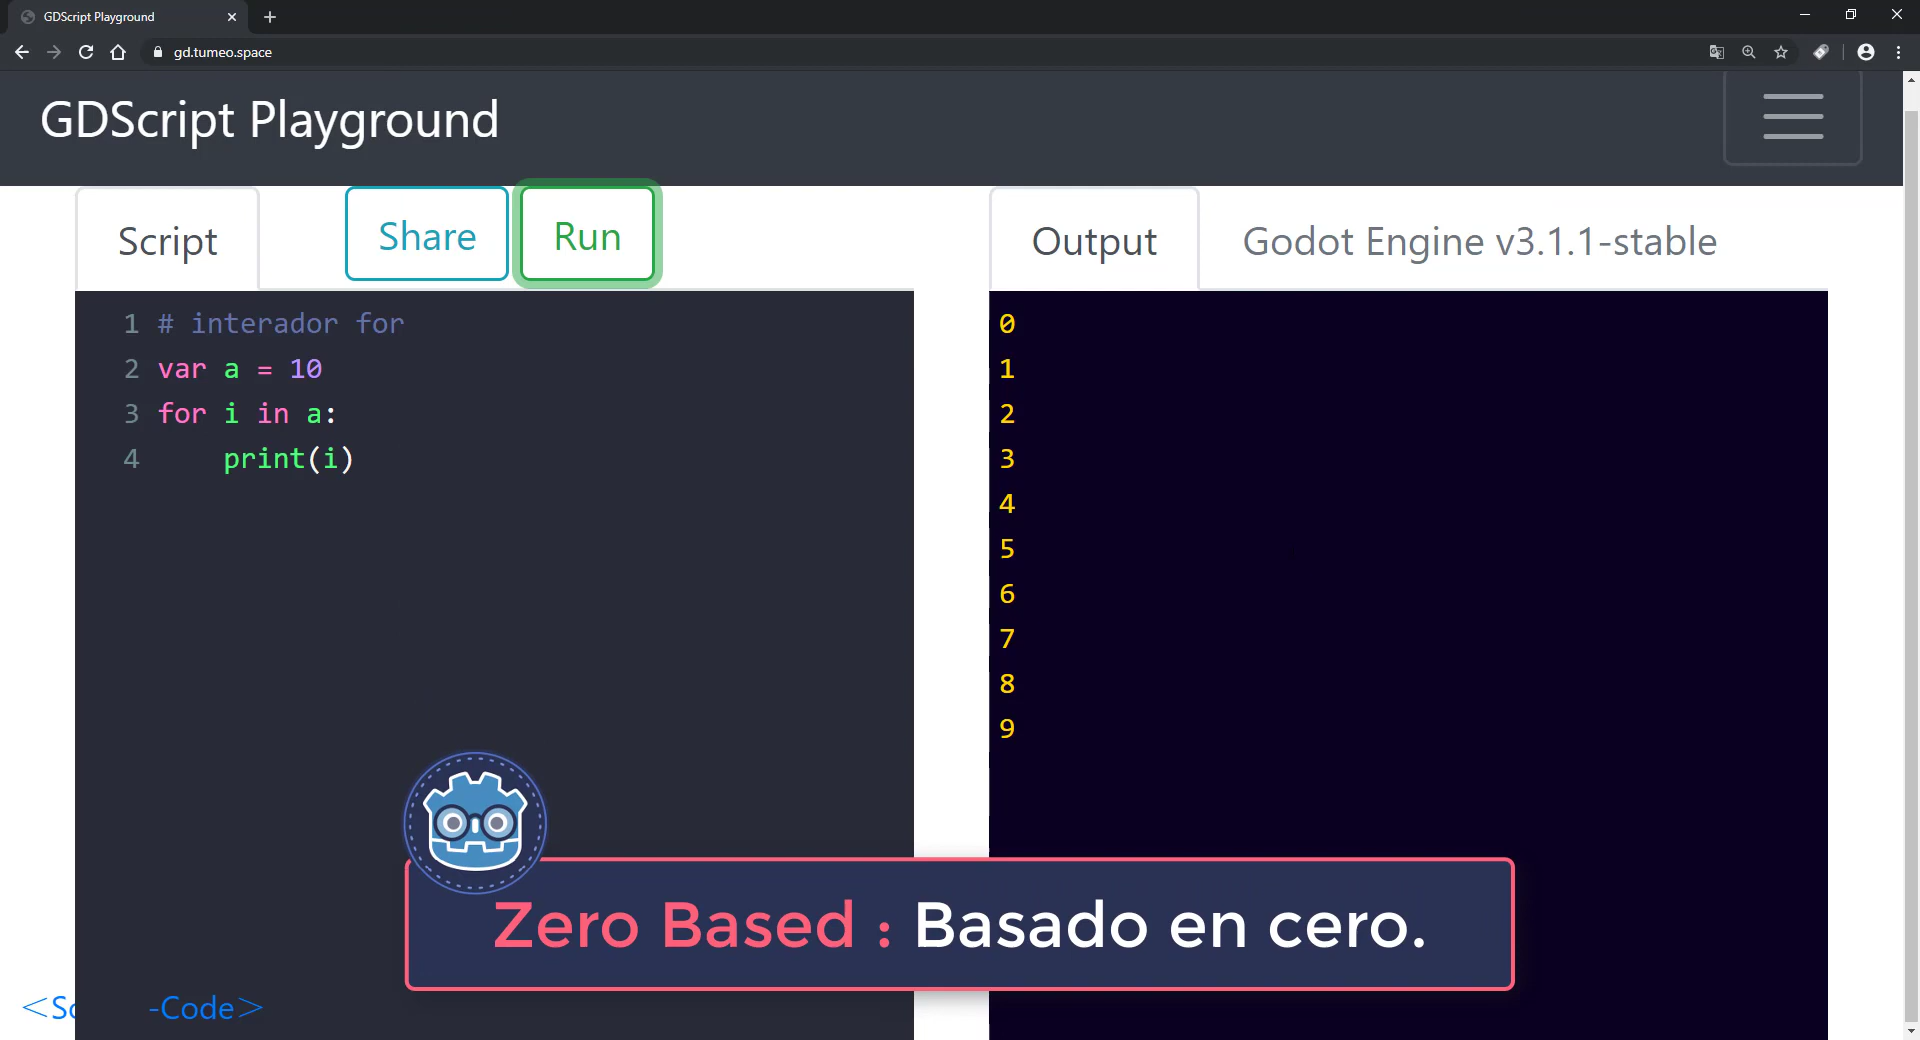 GDScript Playground
gd.tumeo.space
GDScript Playground
Script
Share
Run
1 # interador for
2 var a = 10
3 for i in a:
4     print(i)
Output
Godot Engine v3.1.1-stable
0
1
2
3
4
5
6
7
8
9
Zero Based : Basado en cero.
-Code>